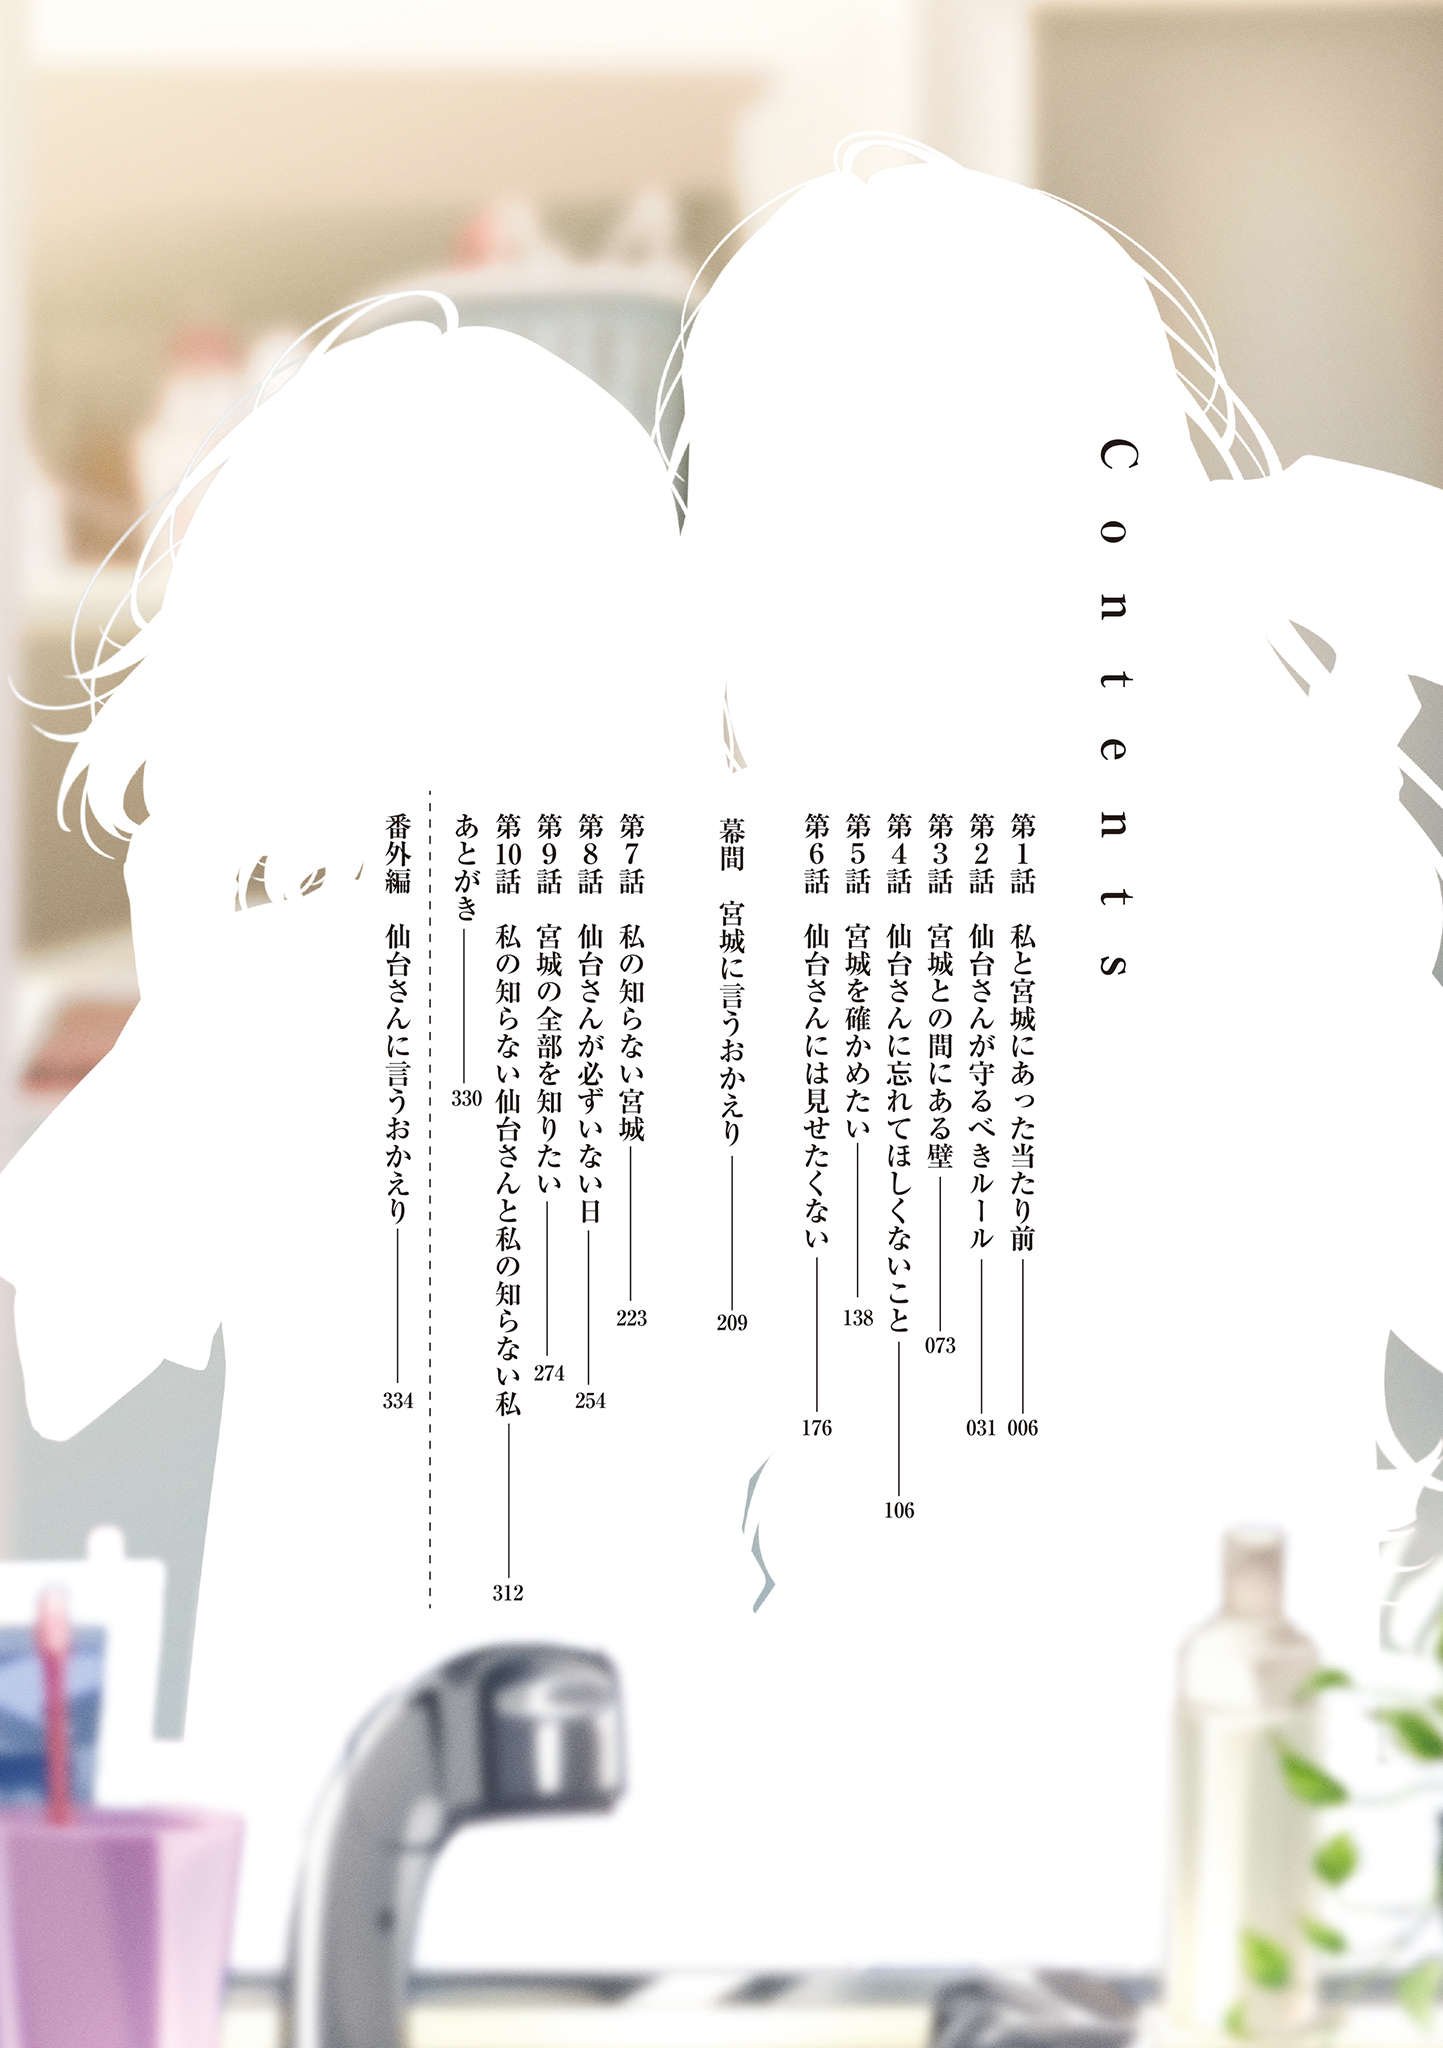 Contents
第1話 私と宮城にあった当たり前 006
第2話 仙台さんが守るべきルール 031
第3話 宮城との間にある壁 073
第4話 仙台さんに忘れてほしくないこと 106
第5話 宮城を確かめたい 138
第6話 仙台さんには見せたくない 176
幕間 宮城に言うおかえり 209
第7話 私の知らない宮城 223
第8話 仙台さんが必ずいない日 254
第9話 宮城の全部を知りたい 274
第10話 私の知らない仙台さんと私の知らない私 312
あとがき 330
番外編 仙台さんに言うおかえり 334